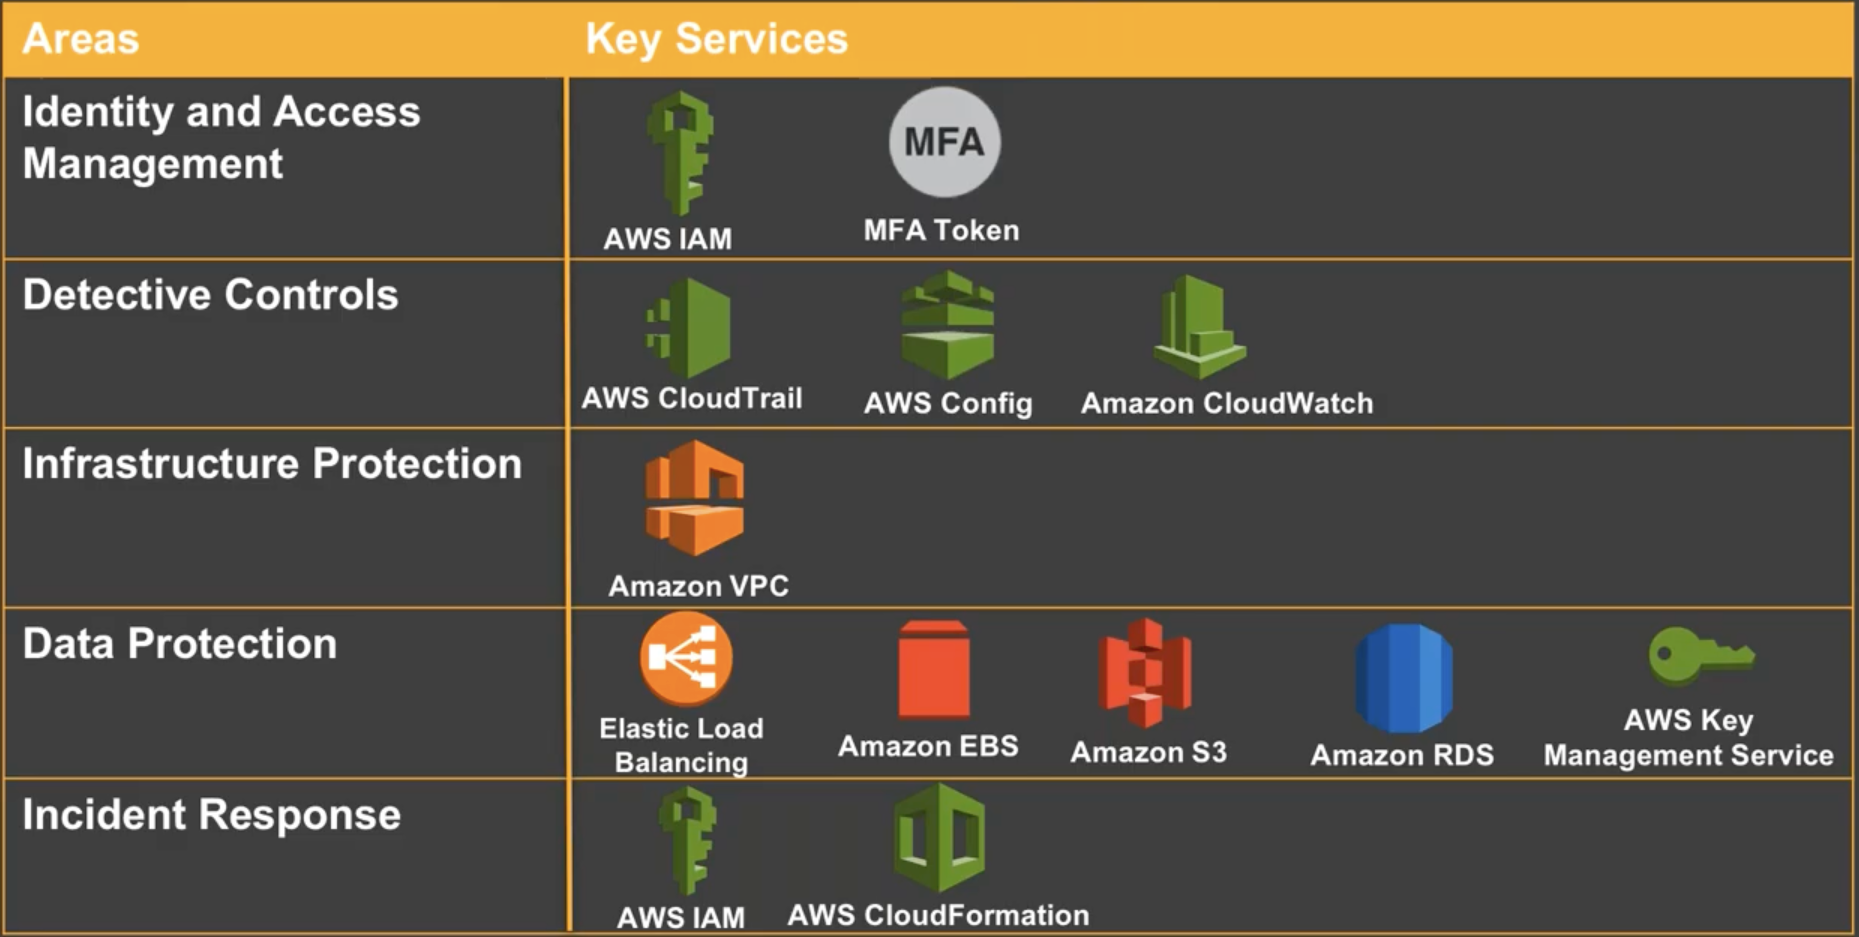 Areas
Key Services
Identity and Access
Management
MFA
AWS IAM
MFA Token
Detective Controls
AWS CloudTrail
AWS Config
Amazon CloudWatch
Infrastructure Protection
Amazon VPC
Data Protection
Elastic Load
Balancing
Amazon EBS
Amazon S3
Amazon RDS
AWS Key
Management Service
Incident Response
AWS IAM
AWS CloudFormation